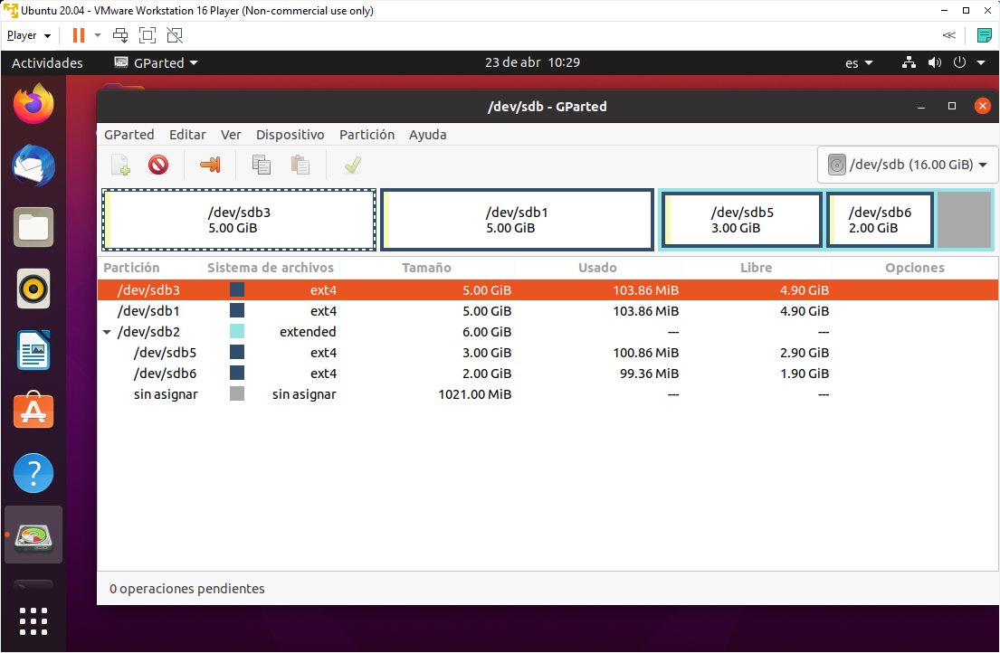 Ubuntu 20.04 - VMware Workstation 16 Player (Non-commercial use only)
Player
Actividades GParted 23 de abr 10:29 es
/dev/sdb - GParted
GParted Editar Ver Dispositivo Partición Ayuda
/dev/sdb (16.00 GiB)
/dev/sdb3 /dev/sdb1 /dev/sdb5 /dev/sdb6
5.00 GiB 5.00 GiB 3.00 GiB 2.00 GiB
Partición Sistema de archivos Tamaño Usado Libre Opciones
/dev/sdb3 ext4 5.00 GiB 103.86 MiB 4.90 GiB
/dev/sdb1 ext4 5.00 GiB 103.86 MiB 4.90 GiB
/dev/sdb2 extended 6.00 GiB --- ---
/dev/sdb5 ext4 3.00 GiB 100.86 MiB 2.90 GiB
/dev/sdb6 ext4 2.00 GiB 99.36 MiB 1.90 GiB
sin asignar sin asignar 1021.00 MiB --- ---
0 operaciones pendientes